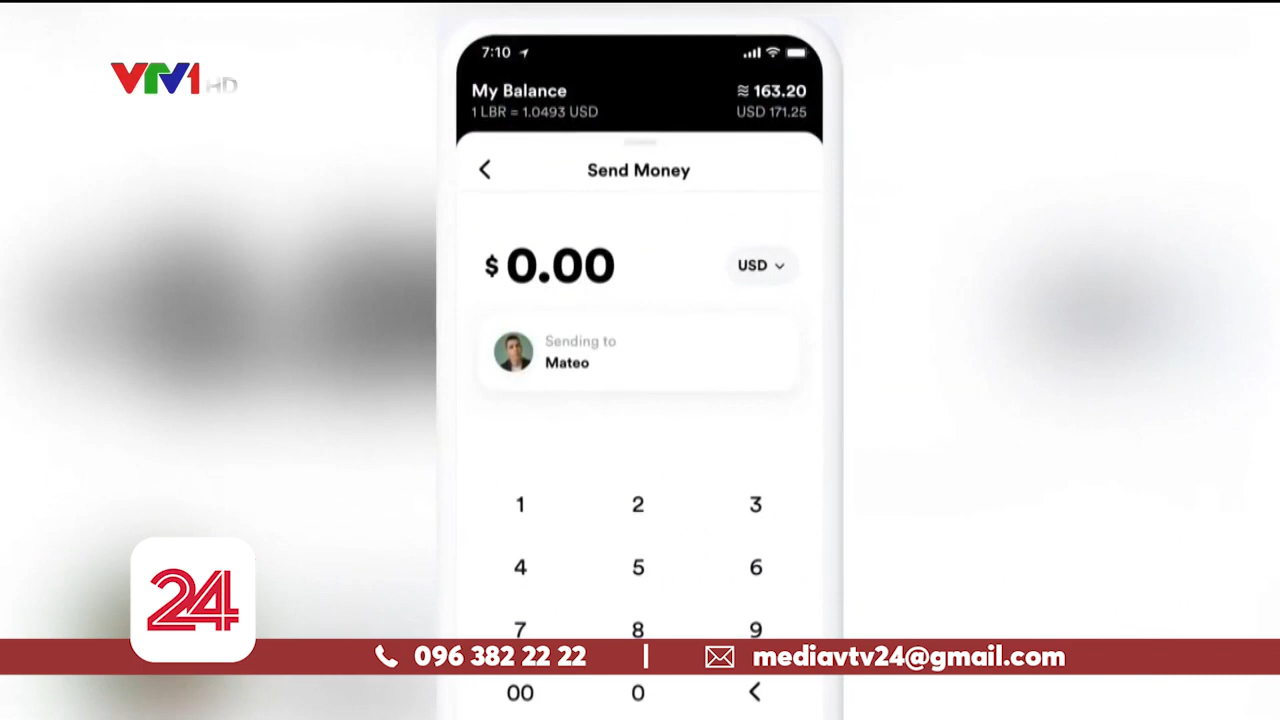 VTV1 HD
7:10
My Balance
≋ 163.20
1 LBR = 1.0493 USD
USD 171.25
Send Money
$ 0.00
USD
Sending to
Mateo
1 2 3
4 5 6
7 8 9
24
096 382 22 22 | mediavtv24@gmail.com
00 0